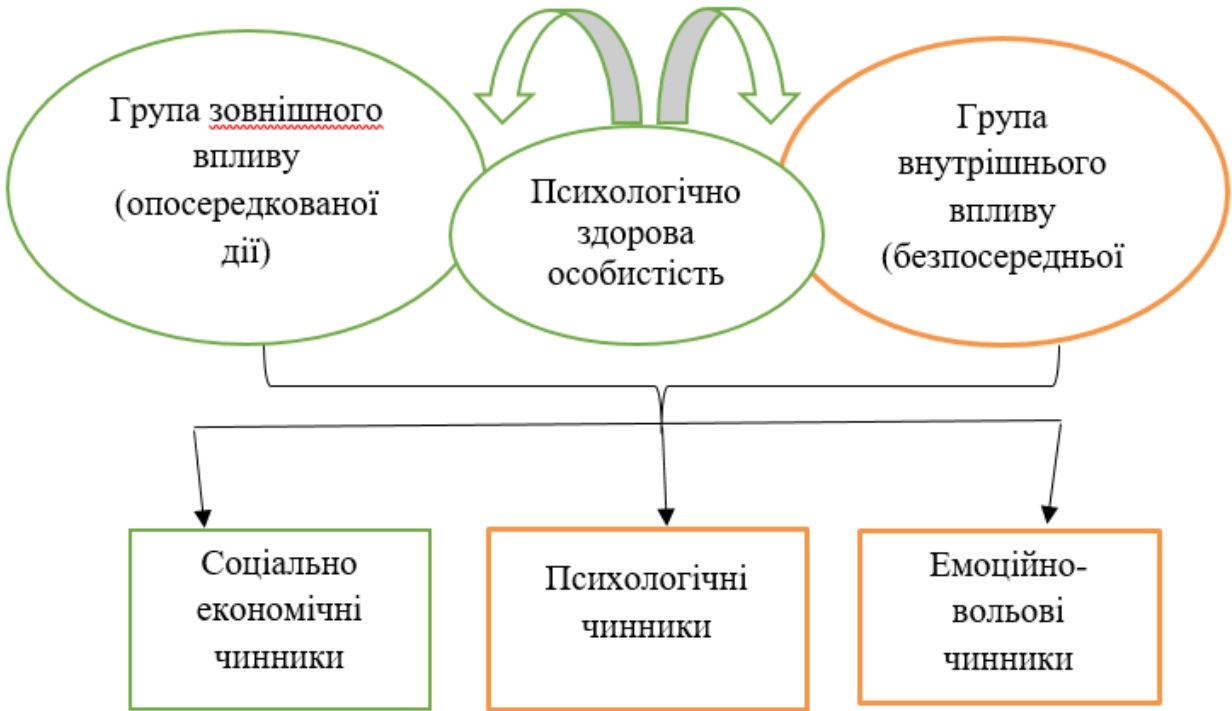 Група зовнішного
впливу
(опосередкованої
дії)
Психологічно
здорова
особистість
Група
внутрішнього
впливу
(безпосередньої
Соціально
економічні
чинники
Психологічні
чинники
Емоційно-
вольові
чинники